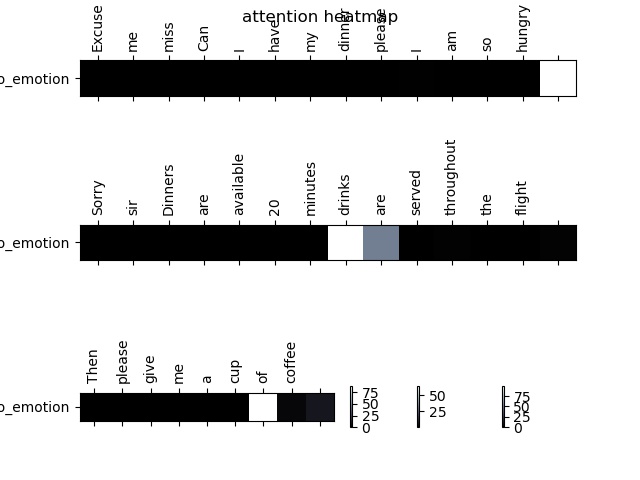 attention heatmap
Excuse me miss Can I have my dinner please I am so hungry
o_emotion
Sorry sir Dinners are available 20 minutes drinks are served throughout the flight
o_emotion
Then please give me a cup of coffee
o_emotion
75 50 25 0
50 25
75 50 25 0